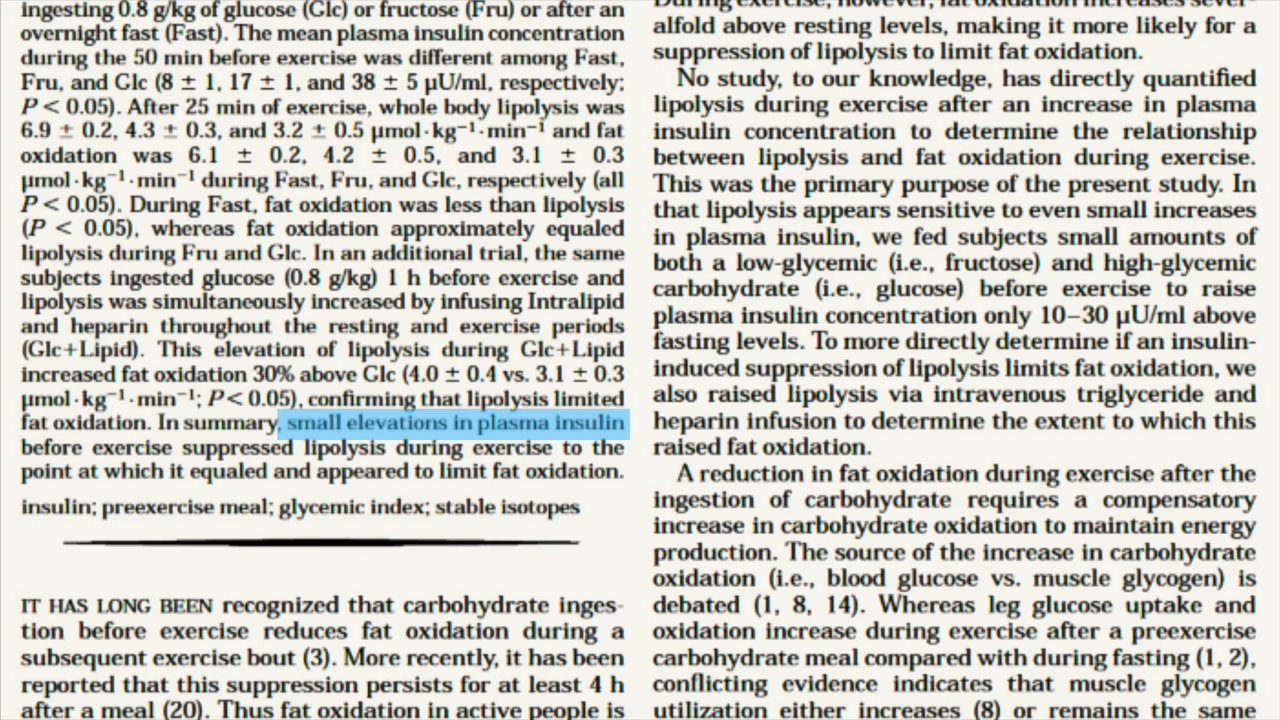 ingesting 0.8 g/kg of glucose (Glc) or fructose (Fru) or after an
overnight fast (Fast). The mean plasma insulin concentration
during the 50 min before exercise was different among Fast,
Fru, and Glc (8 ± 1, 17 ± 1, and 38 ± 5 µU/ml, respectively;
P < 0.05). After 25 min of exercise, whole body lipolysis was
6.9 ± 0.2, 4.3 ± 0.3, and 3.2 ± 0.5 µmol·kg⁻¹·min⁻¹ and fat
oxidation was 6.1 ± 0.2, 4.2 ± 0.5, and 3.1 ± 0.3
µmol·kg⁻¹·min⁻¹ during Fast, Fru, and Glc, respectively (all
P < 0.05). During Fast, fat oxidation was less than lipolysis
(P < 0.05), whereas fat oxidation approximately equaled
lipolysis during Fru and Glc. In an additional trial, the same
subjects ingested glucose (0.8 g/kg) 1 h before exercise and
lipolysis was simultaneously increased by infusing Intralipid
and heparin throughout the resting and exercise periods
(Glc+Lipid). This elevation of lipolysis during Glc+Lipid
increased fat oxidation 30% above Glc (4.0 ± 0.4 vs. 3.1 ± 0.3
µmol·kg⁻¹·min⁻¹; P < 0.05), confirming that lipolysis limited
fat oxidation. In summary, small elevations in plasma insulin
before exercise suppressed lipolysis during exercise to the
point at which it equaled and appeared to limit fat oxidation.
insulin; preexercise meal; glycemic index; stable isotopes
IT HAS LONG BEEN recognized that carbohydrate inges-
tion before exercise reduces fat oxidation during a
subsequent exercise bout (3). More recently, it has been
reported that this suppression persists for at least 4 h
after a meal (20). Thus fat oxidation in active people is
During exercise, however, fat oxidation increases sever-
alfold above resting levels, making it more likely for a
suppression of lipolysis to limit fat oxidation.
No study, to our knowledge, has directly quantified
lipolysis during exercise after an increase in plasma
insulin concentration to determine the relationship
between lipolysis and fat oxidation during exercise.
This was the primary purpose of the present study. In
that lipolysis appears sensitive to even small increases
in plasma insulin, we fed subjects small amounts of
both a low-glycemic (i.e., fructose) and high-glycemic
carbohydrate (i.e., glucose) before exercise to raise
plasma insulin concentration only 10–30 µU/ml above
fasting levels. To more directly determine if an insulin-
induced suppression of lipolysis limits fat oxidation, we
also raised lipolysis via intravenous triglyceride and
heparin infusion to determine the extent to which this
raised fat oxidation.
A reduction in fat oxidation during exercise after the
ingestion of carbohydrate requires a compensatory
increase in carbohydrate oxidation to maintain energy
production. The source of the increase in carbohydrate
oxidation (i.e., blood glucose vs. muscle glycogen) is
debated (1, 8, 14). Whereas leg glucose uptake and
oxidation increase during exercise after a preexercise
carbohydrate meal compared with during fasting (1, 2),
conflicting evidence indicates that muscle glycogen
utilization either increases (8) or remains the same